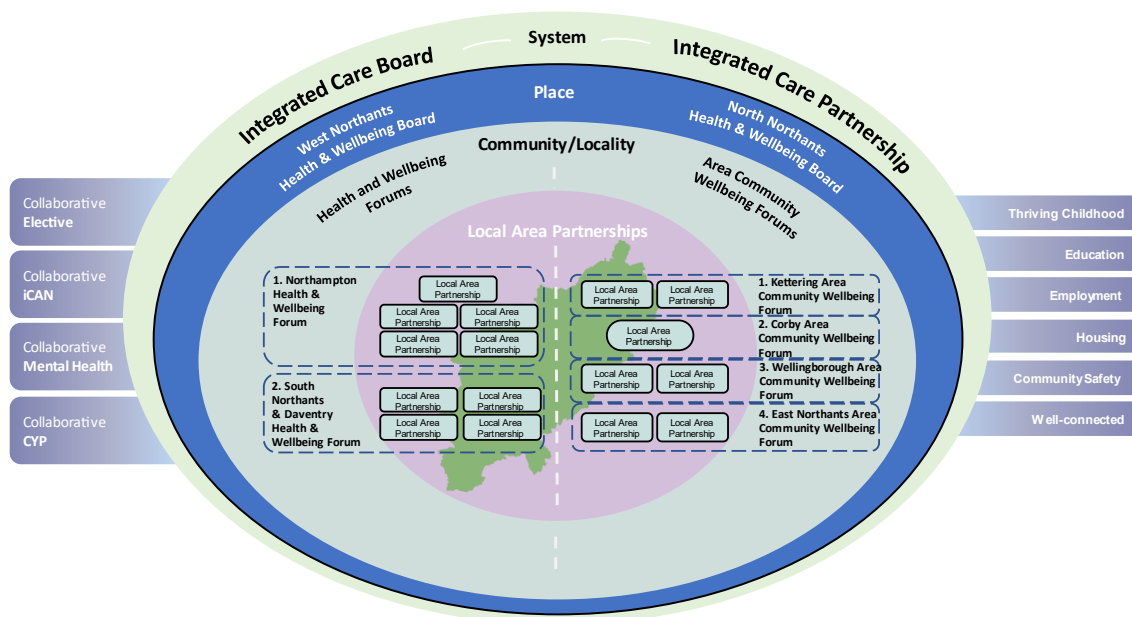 System
Integrated Care Board
Integrated Care Partnership
Place
West Northants
Health & Wellbeing Board
North Northants
Health & Wellbeing Board
Community/Locality
Health and Wellbeing
Forums
Area Community
Wellbeing Forums
Local Area Partnerships
Collaborative
Elective
Collaborative
iCAN
Collaborative
Mental Health
Collaborative
CYP
1. Northampton
Health &
Wellbeing
Forum
Local Area
Partnership
Local Area
Partnership
Local Area
Partnership
Local Area
Partnership
Local Area
Partnership
2. South
Northants
& Daventry
Health &
Wellbeing Forum
Local Area
Partnership
Local Area
Partnership
Local Area
Partnership
Local Area
Partnership
Local Area
Partnership
Local Area
Partnership
1. Kettering Area
Community Wellbeing
Forum
Local Area
Partnership
2. Corby Area
Community Wellbeing
Forum
Local Area
Partnership
Local Area
Partnership
3. Wellingborough Area
Community Wellbeing
Forum
Local Area
Partnership
Local Area
Partnership
4. East Northants Area
Community Wellbeing
Forum
Thriving Childhood
Education
Employment
Housing
CommunitySafety
Well-connected